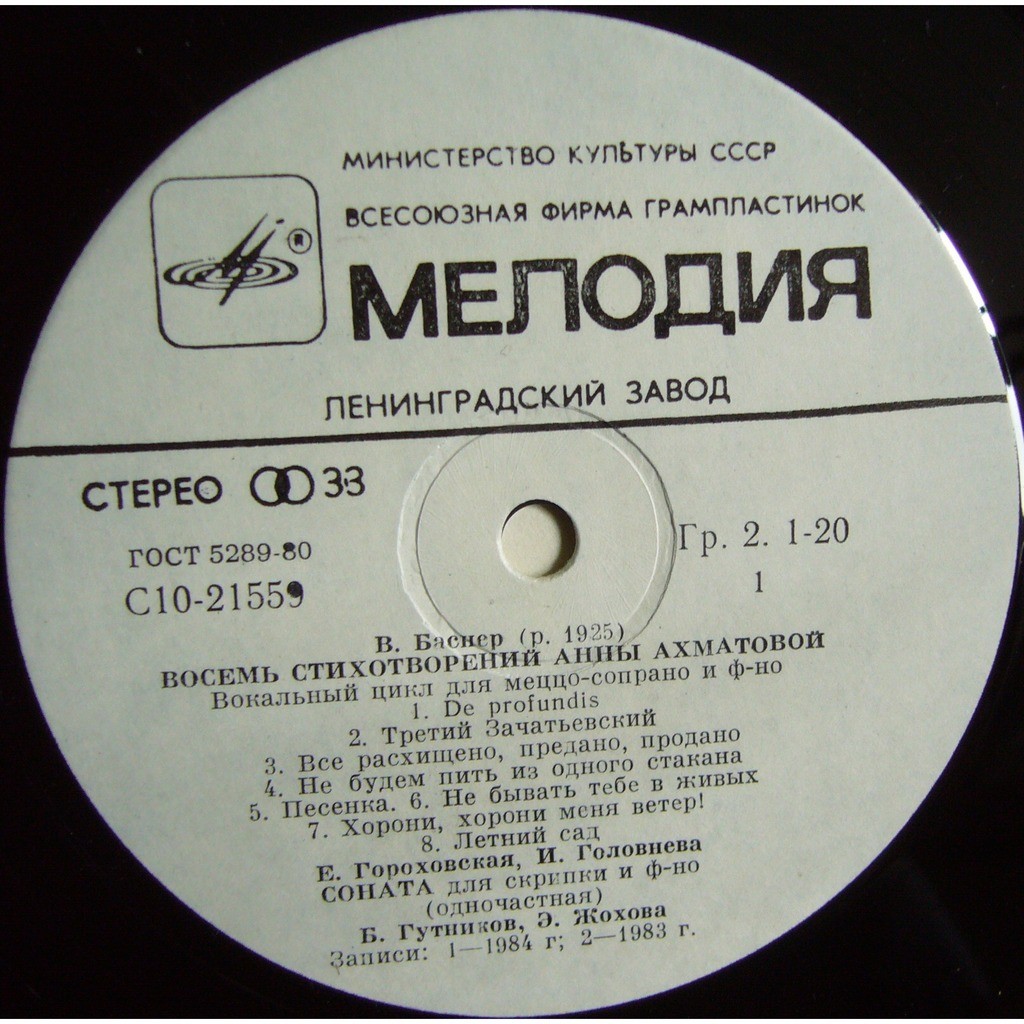 МИНИСТЕРСТВО КУЛЬТУРЫ СССР
ВСЕСОЮЗНАЯ ФИРМА ГРАМПЛАСТИНОК
®
МЕЛОДИЯ
ЛЕНИНГРАДСКИЙ ЗАВОД
СТЕРЕО 33
ГОСТ 5289-80
Гр. 2. 1-20
С10-21559
1
В. Баснер (р. 1925)
ВОСЕМЬ СТИХОТВОРЕНИЙ АННЫ АХМАТОВОЙ
Вокальный цикл для меццо-сопрано и ф-но
1. De profundis
2. Третий Зачатьевский
3. Все расхищено, предано, продано
4. Не будем пить из одного стакана
5. Песенка. 6. Не бывать тебе в живых
7. Хорони, хорони меня ветер!
8. Летний сад
Е. Гороховская, И. Головнева
СОНАТА для скрипки и ф-но
(одночастная)
Б. Гутников, Э. Жохова
Записи: 1—1984 г; 2—1983 г.